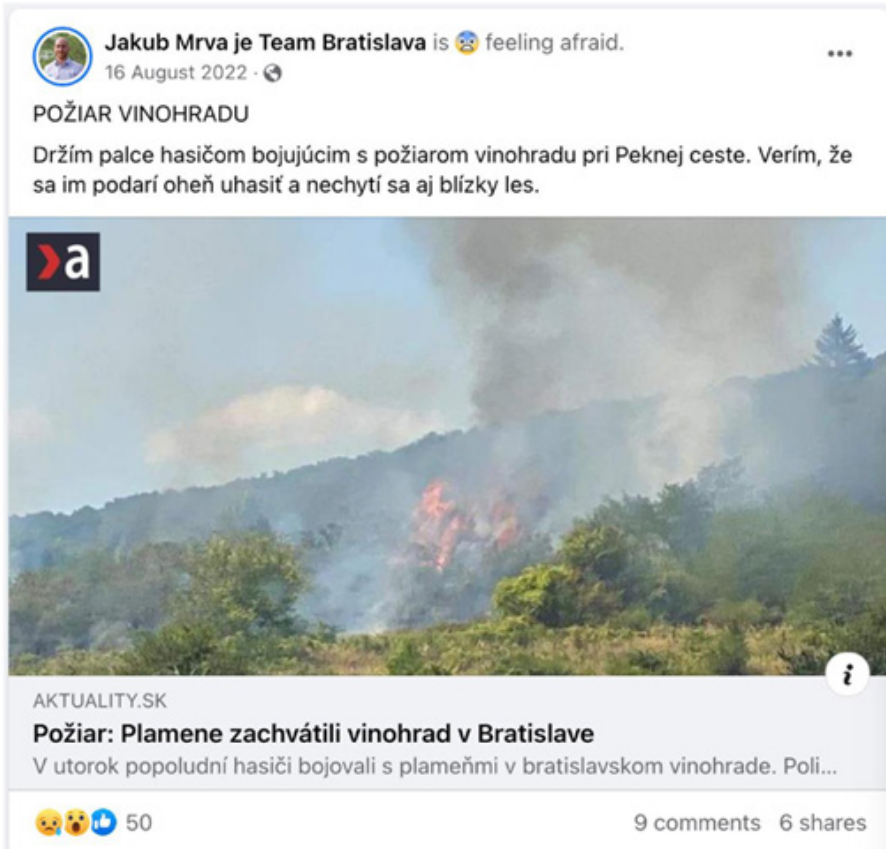 Jakub Mrva je Team Bratislava is feeling afraid.
16 August 2022 ·
POŽIAR VINOHRADU
Držím palce hasičom bojujúcim s požiarom vinohradu pri Peknej ceste. Verím, že
sa im podarí oheň uhasiť a nechytí sa aj blízky les.
a
i
AKTUALITY.SK
Požiar: Plamene zachvátili vinohrad v Bratislave
V utorok popoludní hasiči bojovali s plameňmi v bratislavskom vinohrade. Poli...
50 9 comments 6 shares